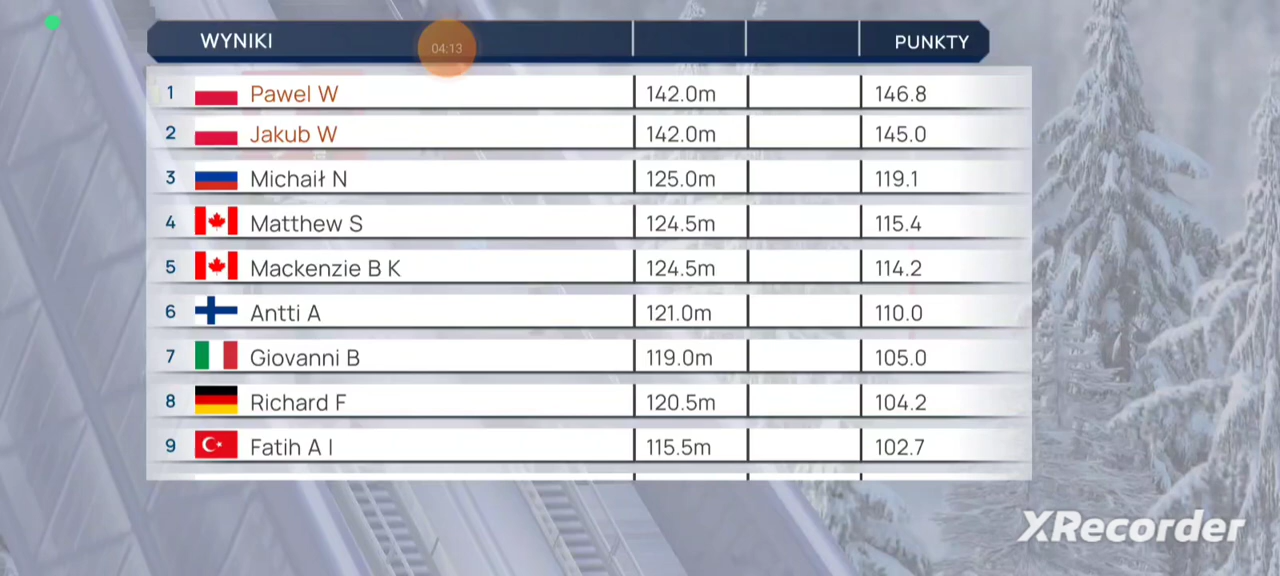 WYNIKI 04:13 PUNKTY
1 Pawel W 142.0m 146.8
2 Jakub W 142.0m 145.0
3 Michaił N 125.0m 119.1
4 Matthew S 124.5m 115.4
5 Mackenzie B K 124.5m 114.2
6 Antti A 121.0m 110.0
7 Giovanni B 119.0m 105.0
8 Richard F 120.5m 104.2
9 Fatih A I 115.5m 102.7
XRecorder